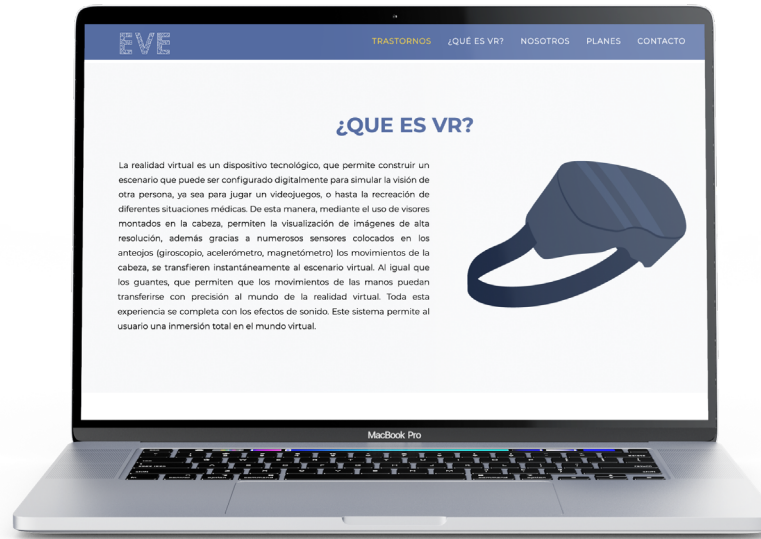 EVE
TRASTORNOS ¿QUÉ ES VR? NOSOTROS PLANES CONTACTO
¿QUE ES VR?
La realidad virtual es un dispositivo tecnológico, que permite construir un
escenario que puede ser configurado digitalmente para simular la visión de
otra persona, ya sea para jugar un videojuegos, o hasta la recreación de
diferentes situaciones médicas. De esta manera, mediante el uso de visores
montados en la cabeza, permiten la visualización de imágenes de alta
resolución, además gracias a numerosos sensores colocados en los
anteojos (giroscopio, acelerómetro, magnetómetro) los movimientos de la
cabeza, se transfieren instantáneamente al escenario virtual. Al igual que
los guantes, que permiten que los movimientos de las manos puedan
transferirse con precisión al mundo de la realidad virtual. Toda esta
experiencia se completa con los efectos de sonido. Este sistema permite al
usuario una inmersión total en el mundo virtual.
MacBook Pro